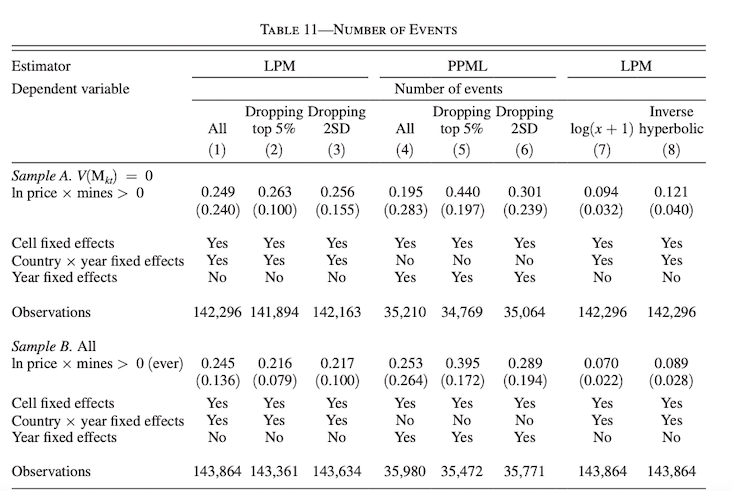 TABLE 11—NUMBER OF EVENTS
Estimator LPM PPML LPM
Dependent variable Number of events
Dropping Dropping Dropping Dropping Inverse
All top 5% 2SD All top 5% 2SD log(x + 1) hyperbolic
(1) (2) (3) (4) (5) (6) (7) (8)
Sample A. V(Mkt) = 0
ln price × mines > 0 0.249 0.263 0.256 0.195 0.440 0.301 0.094 0.121
(0.240) (0.100) (0.155) (0.283) (0.197) (0.239) (0.032) (0.040)
Cell fixed effects Yes Yes Yes Yes Yes Yes Yes Yes
Country × year fixed effects Yes Yes Yes No No No Yes Yes
Year fixed effects No No No Yes Yes Yes No No
Observations 142,296 141,894 142,163 35,210 34,769 35,064 142,296 142,296
Sample B. All
ln price × mines > 0 (ever) 0.245 0.216 0.217 0.253 0.395 0.289 0.070 0.089
(0.136) (0.079) (0.100) (0.264) (0.172) (0.194) (0.022) (0.028)
Cell fixed effects Yes Yes Yes Yes Yes Yes Yes Yes
Country × year fixed effects Yes Yes Yes No No No Yes Yes
Year fixed effects No No No Yes Yes Yes No No
Observations 143,864 143,361 143,634 35,980 35,472 35,771 143,864 143,864